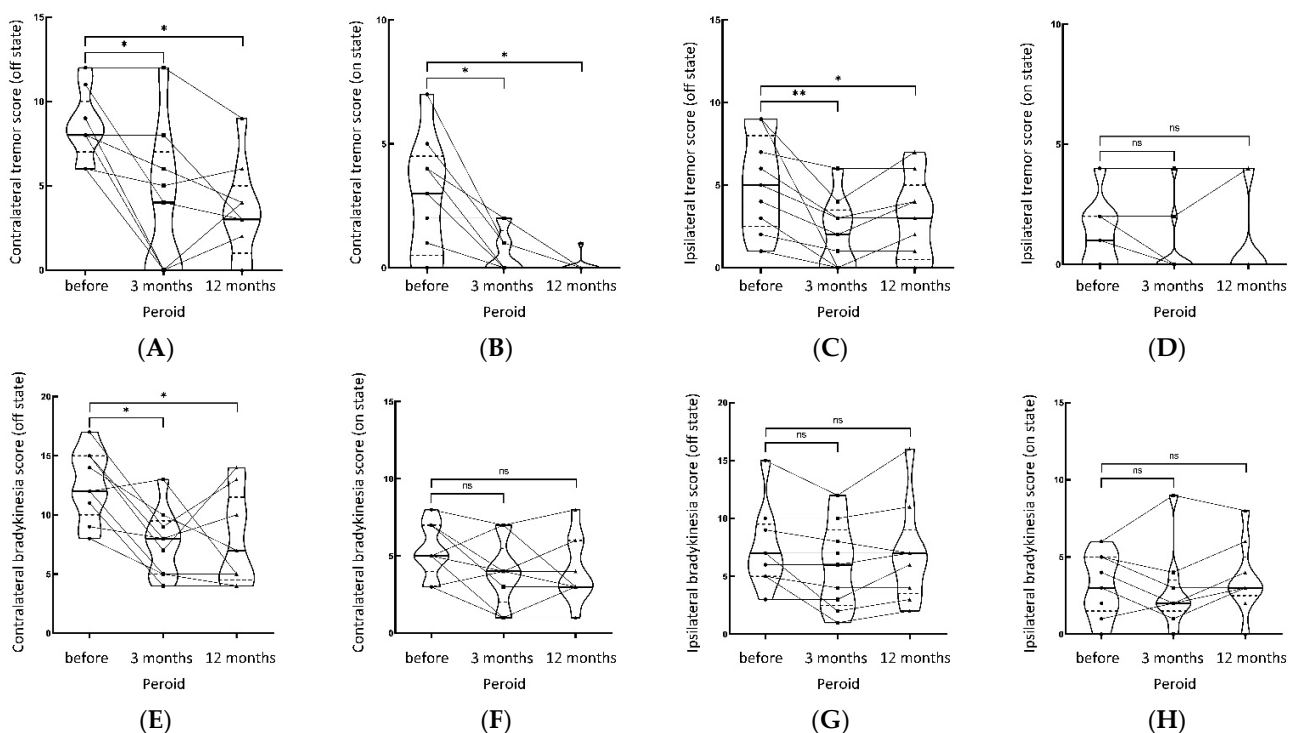 Contralateral tremor score (off state)
15
10
5
0
*
*
before 3 months 12 months
Peroid
(A)
Contralateral tremor score (on state)
10
5
0
*
*
before 3 months 12 months
Peroid
(B)
Ipsilateral tremor score (off state)
15
10
5
0
*
**
before 3 months 12 months
Peroid
(C)
Ipsilateral tremor score (on state)
10
5
0
ns
ns
before 3 months 12 months
Peroid
(D)
Contralateral bradykinesia score (off state)
20
15
10
5
0
*
*
before 3 months 12 months
Peroid
(E)
Contralateral bradykinesia score (on state)
15
10
5
0
ns
ns
before 3 months 12 months
Peroid
(F)
Ipsilateral bradykinesia score (off state)
20
15
10
5
0
ns
ns
before 3 months 12 months
Peroid
(G)
Ipsilateral bradykinesia score (on state)
15
10
5
0
ns
ns
before 3 months 12 months
Peroid
(H)